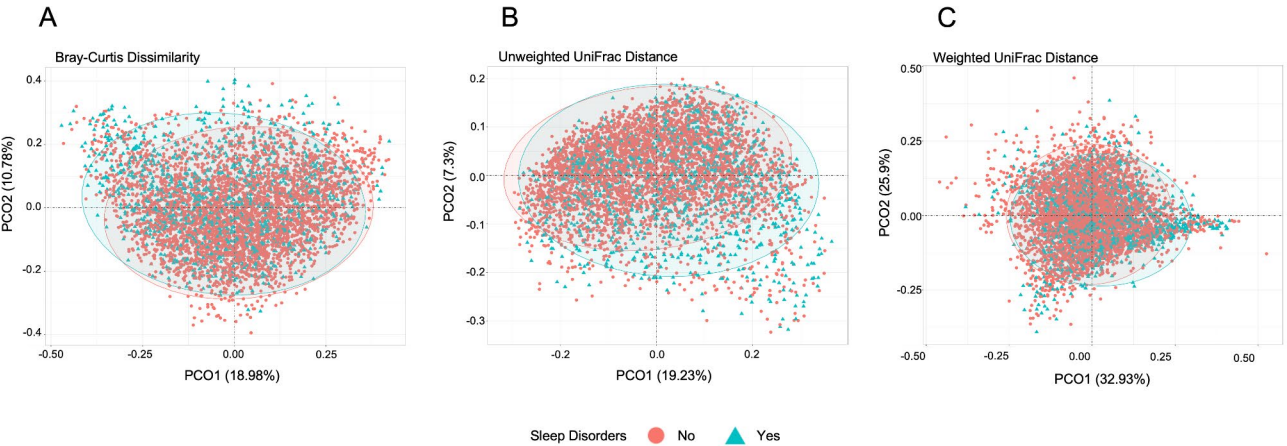 A
Bray-Curtis Dissimilarity
PCO2 (10.78%)
0.4
0.2
0.0
-0.2
-0.4
-0.50
-0.25
0.00
0.25
PCO1 (18.98%)
B
Unweighted UniFrac Distance
PCO2 (7.3%)
0.2
0.1
0.0
-0.1
-0.2
-0.3
-0.2
0.0
0.2
PCO1 (19.23%)
C
Weighted UniFrac Distance
PCO2 (25.9%)
0.50
0.25
0.00
-0.25
-0.50
-0.25
0.00
0.25
0.50
PCO1 (32.93%)
Sleep Disorders No Yes